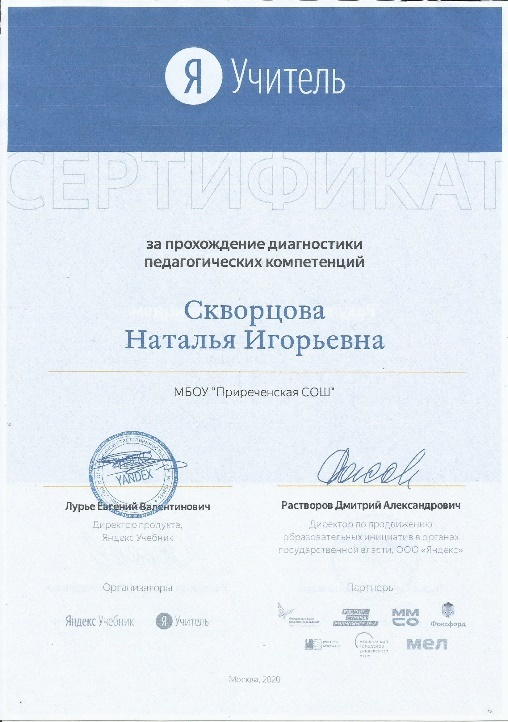 Я Учитель
СЕРТИФИКАТ
за прохождение диагностики
педагогических компетенций
Скворцова
Наталья Игорьевна
МБОУ "Приреченская СОШ"
YANDEX
Лурье Евгений Валентинович
Директор продукта,
Яндекс Учебник
Растворов Дмитрий Александрович
Директор по продвижению
образовательных инициатив в органах
государственной власти, ООО «Яндекс»
Организаторы
Яндекс Учебник
Я Учитель
Партнеры
ММ
СО
Фоксфорд
мел
Москва, 2020